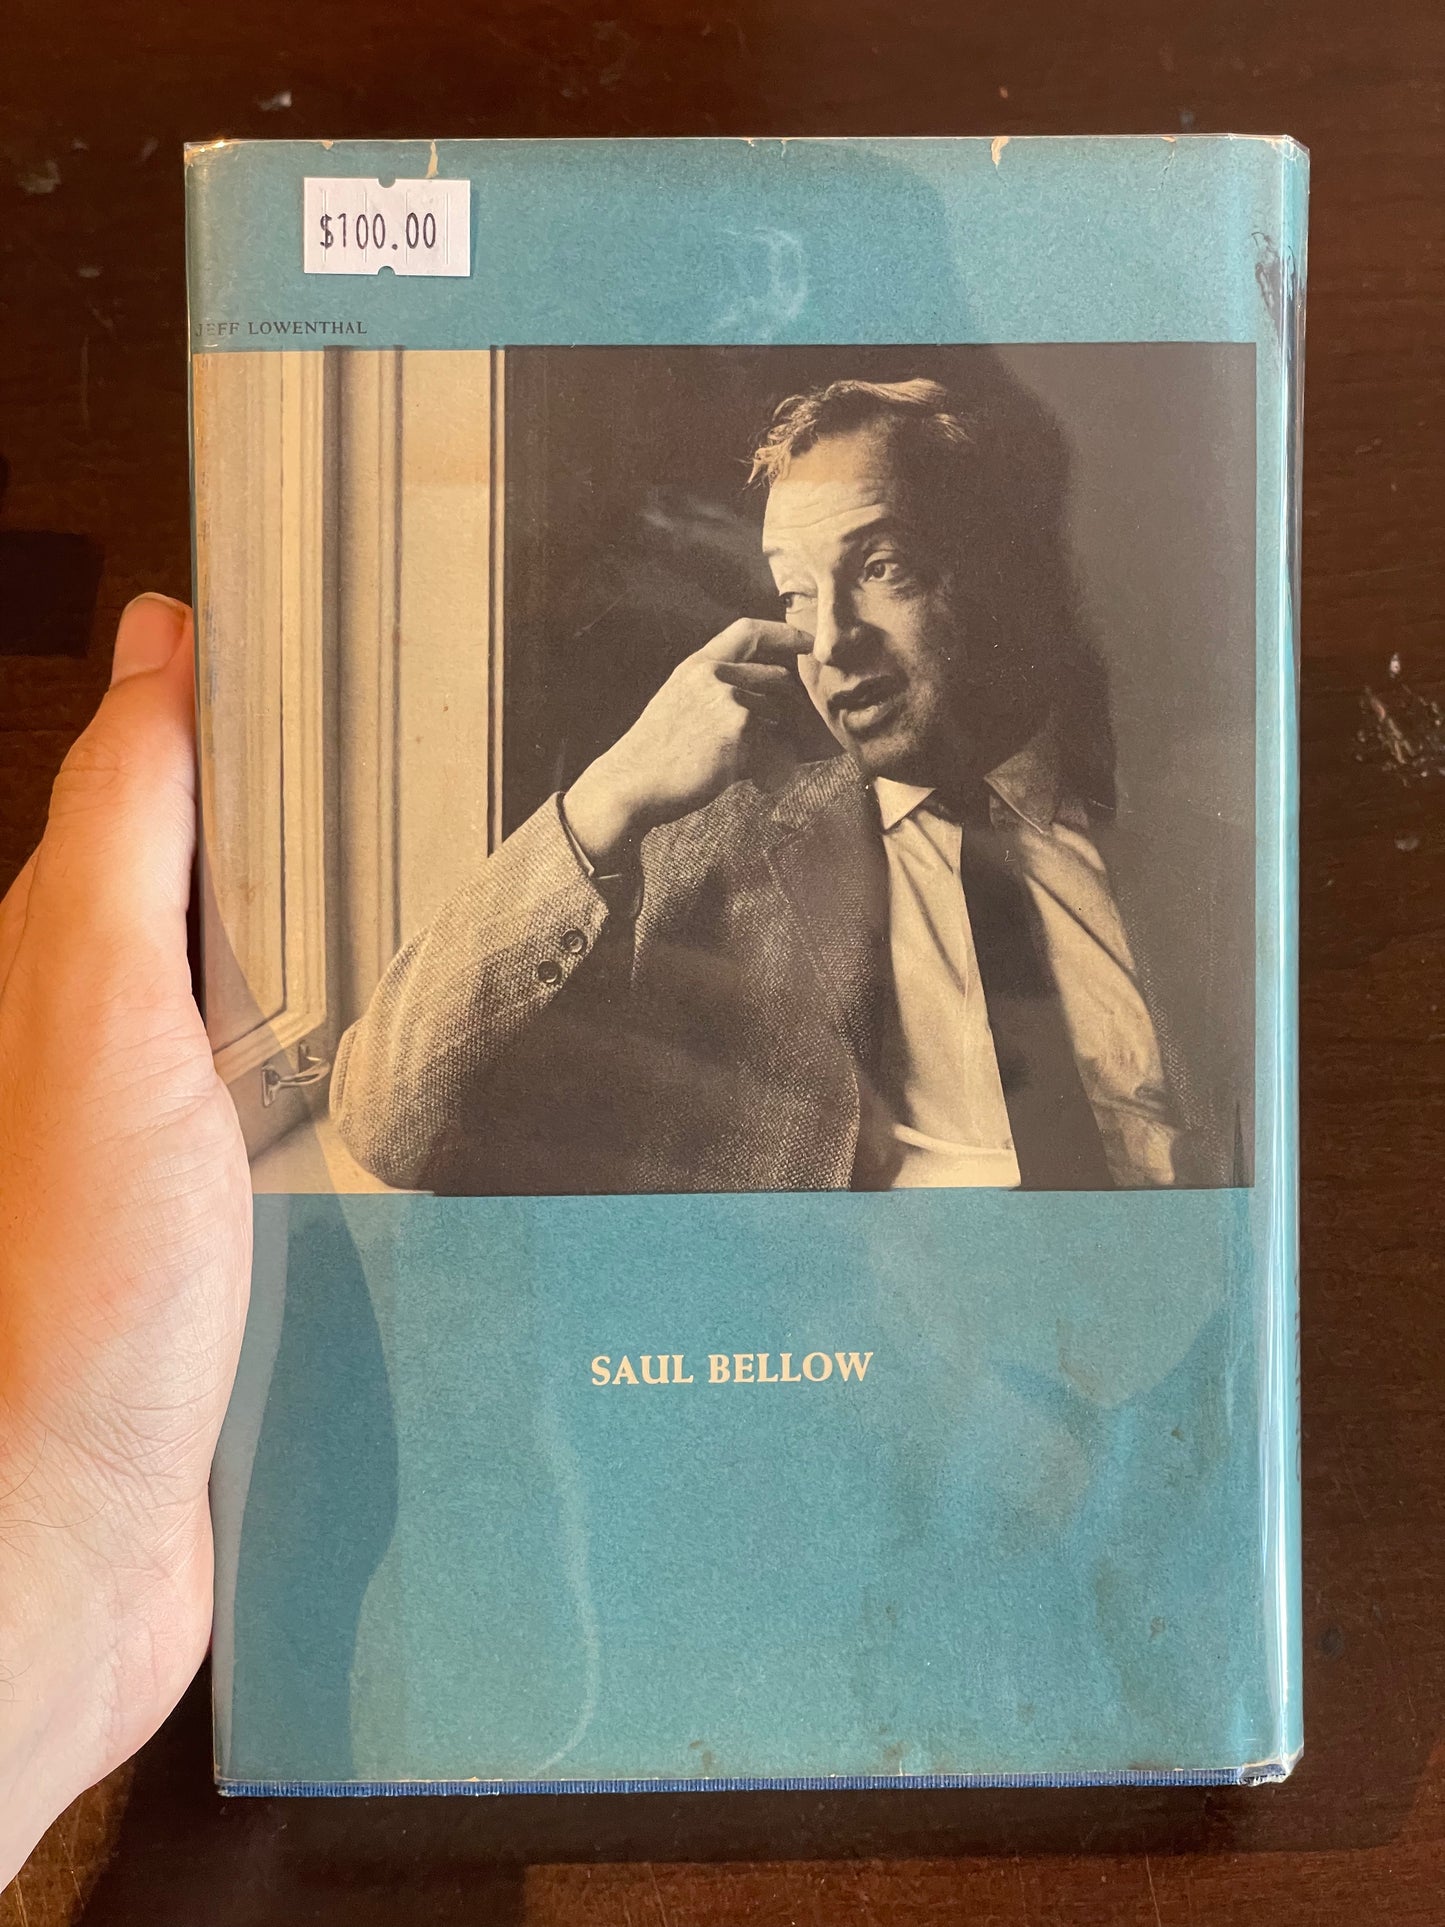 $100.00
JEFF LOWENTHAL
SAUL BELLOW